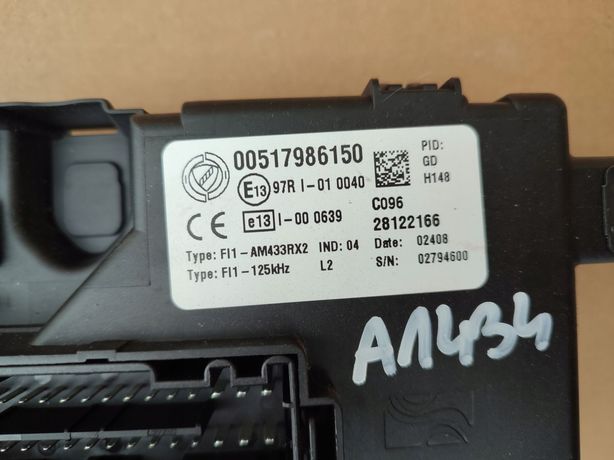 00517986150
PID:
GD
H148
E13 97R I-01 0040
C096
CE e13 I-00 0639
28122166
Type: FI1-AM433RX2 IND: 04 Date: 02408
Type: FI1-125kHz L2 S/N: 02794600
A1434